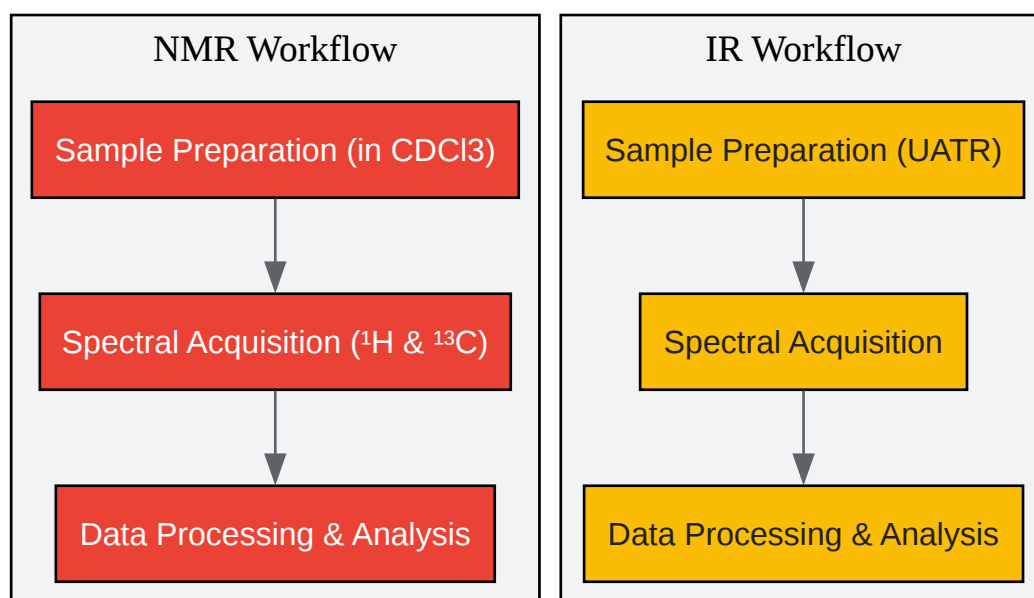 NMR Workflow
Sample Preparation (in CDCl3)
Spectral Acquisition (¹H & ¹³C)
Data Processing & Analysis
IR Workflow
Sample Preparation (UATR)
Spectral Acquisition
Data Processing & Analysis